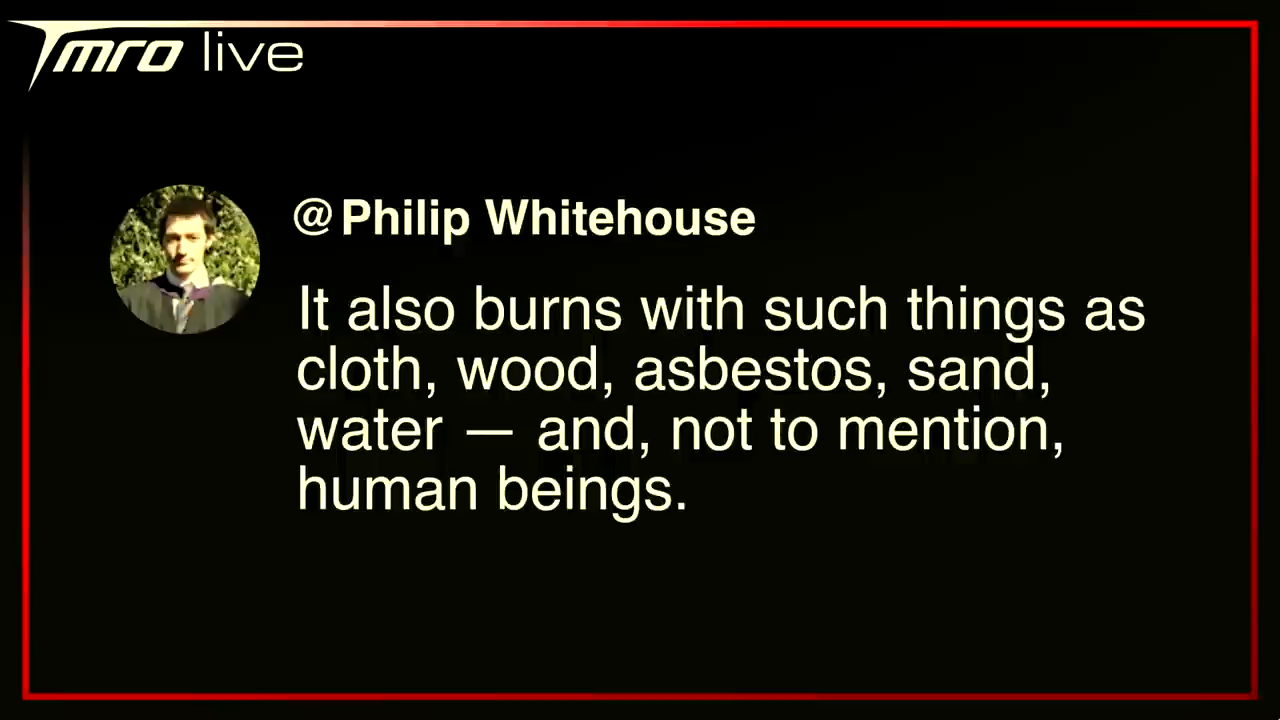 Tmro live
@Philip Whitehouse
It also burns with such things as
cloth, wood, asbestos, sand,
water — and, not to mention,
human beings.